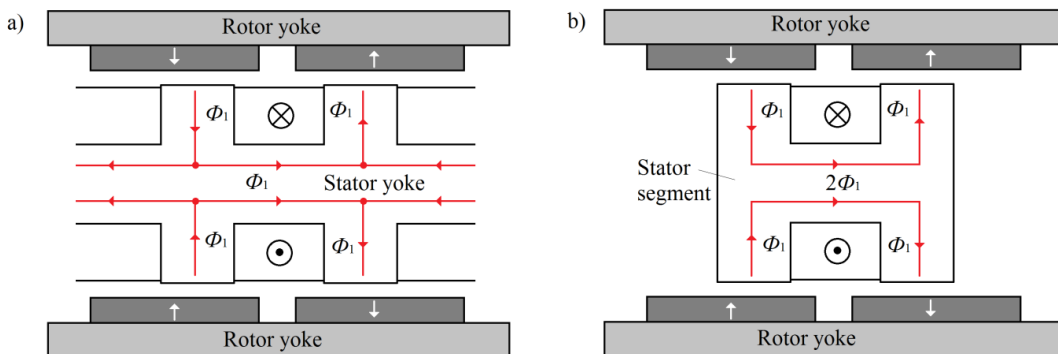 a)
Rotor yoke
Φ1
Φ1
Φ1
Stator yoke
Φ1
Φ1
Rotor yoke
b)
Rotor yoke
Φ1
Φ1
Stator
segment
2Φ1
Φ1
Φ1
Rotor yoke